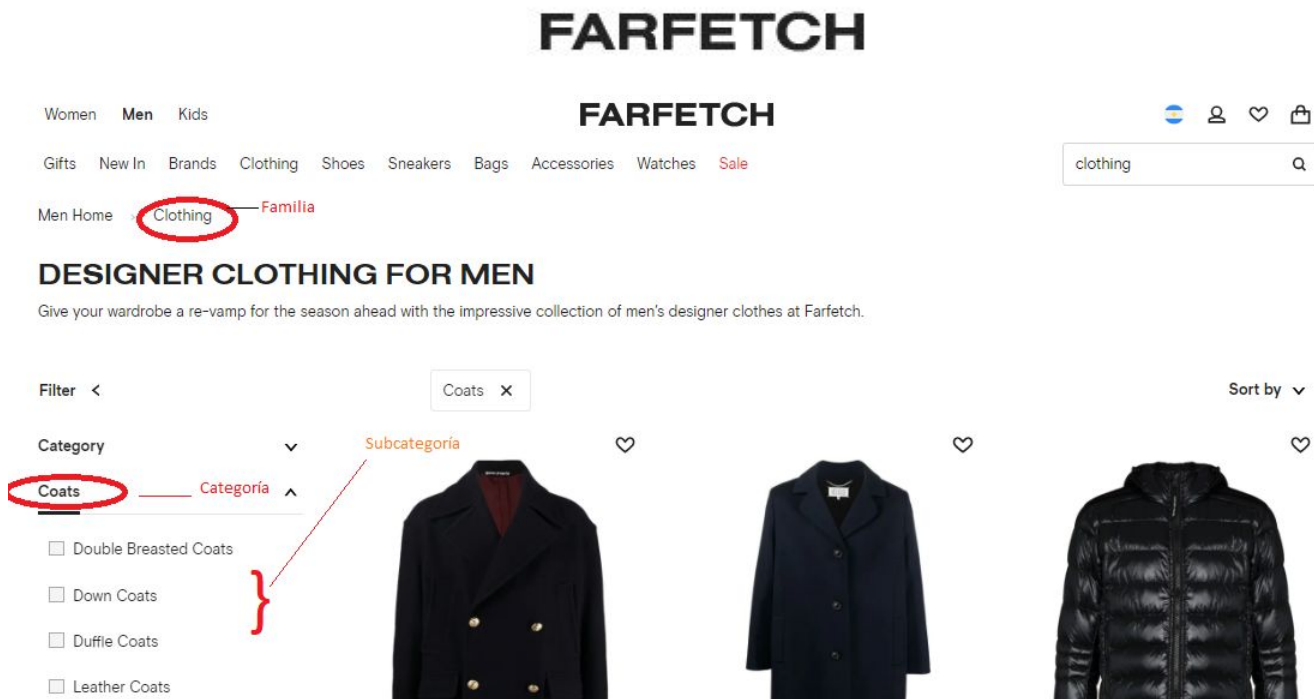 FARFETCH
Women Men Kids
FARFETCH
Gifts New In Brands Clothing Shoes Sneakers Bags Accessories Watches Sale
clothing
Men Home > Clothing
Familia
DESIGNER CLOTHING FOR MEN
Give your wardrobe a re-vamp for the season ahead with the impressive collection of men's designer clothes at Farfetch.
Filter <
Coats ×
Sort by
Category
Subcategoría
Coats
Categoría
Double Breasted Coats
Down Coats
Duffle Coats
Leather Coats